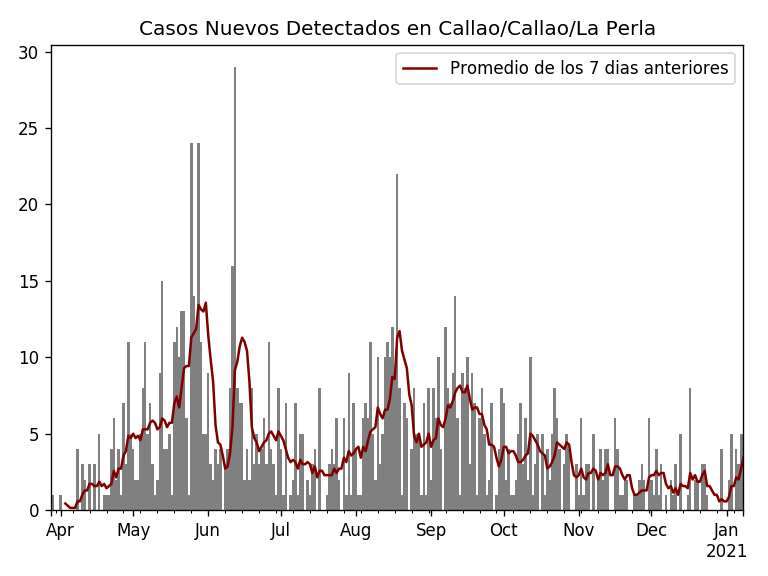 Casos Nuevos Detectados en Callao/Callao/La Perla
Promedio de los 7 dias anteriores
30
25
20
15
10
5
0
Apr May Jun Jul Aug Sep Oct Nov Dec Jan
2021